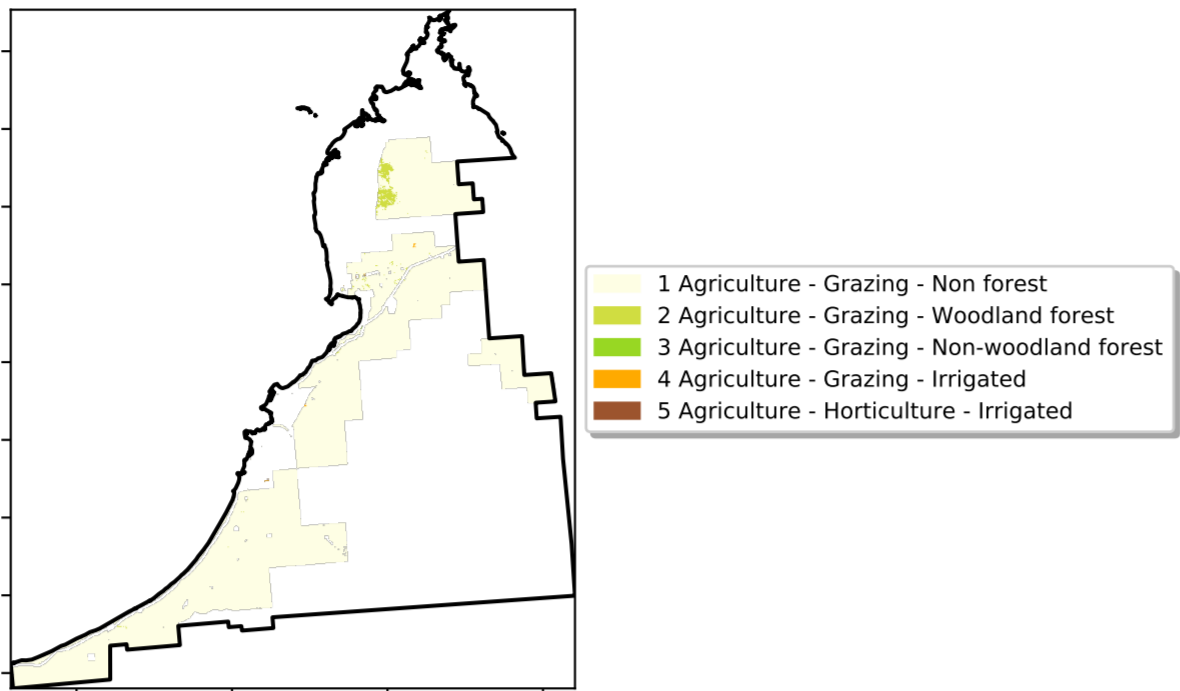 1 Agriculture - Grazing - Non forest
2 Agriculture - Grazing - Woodland forest
3 Agriculture - Grazing - Non-woodland forest
4 Agriculture - Grazing - Irrigated
5 Agriculture - Horticulture - Irrigated